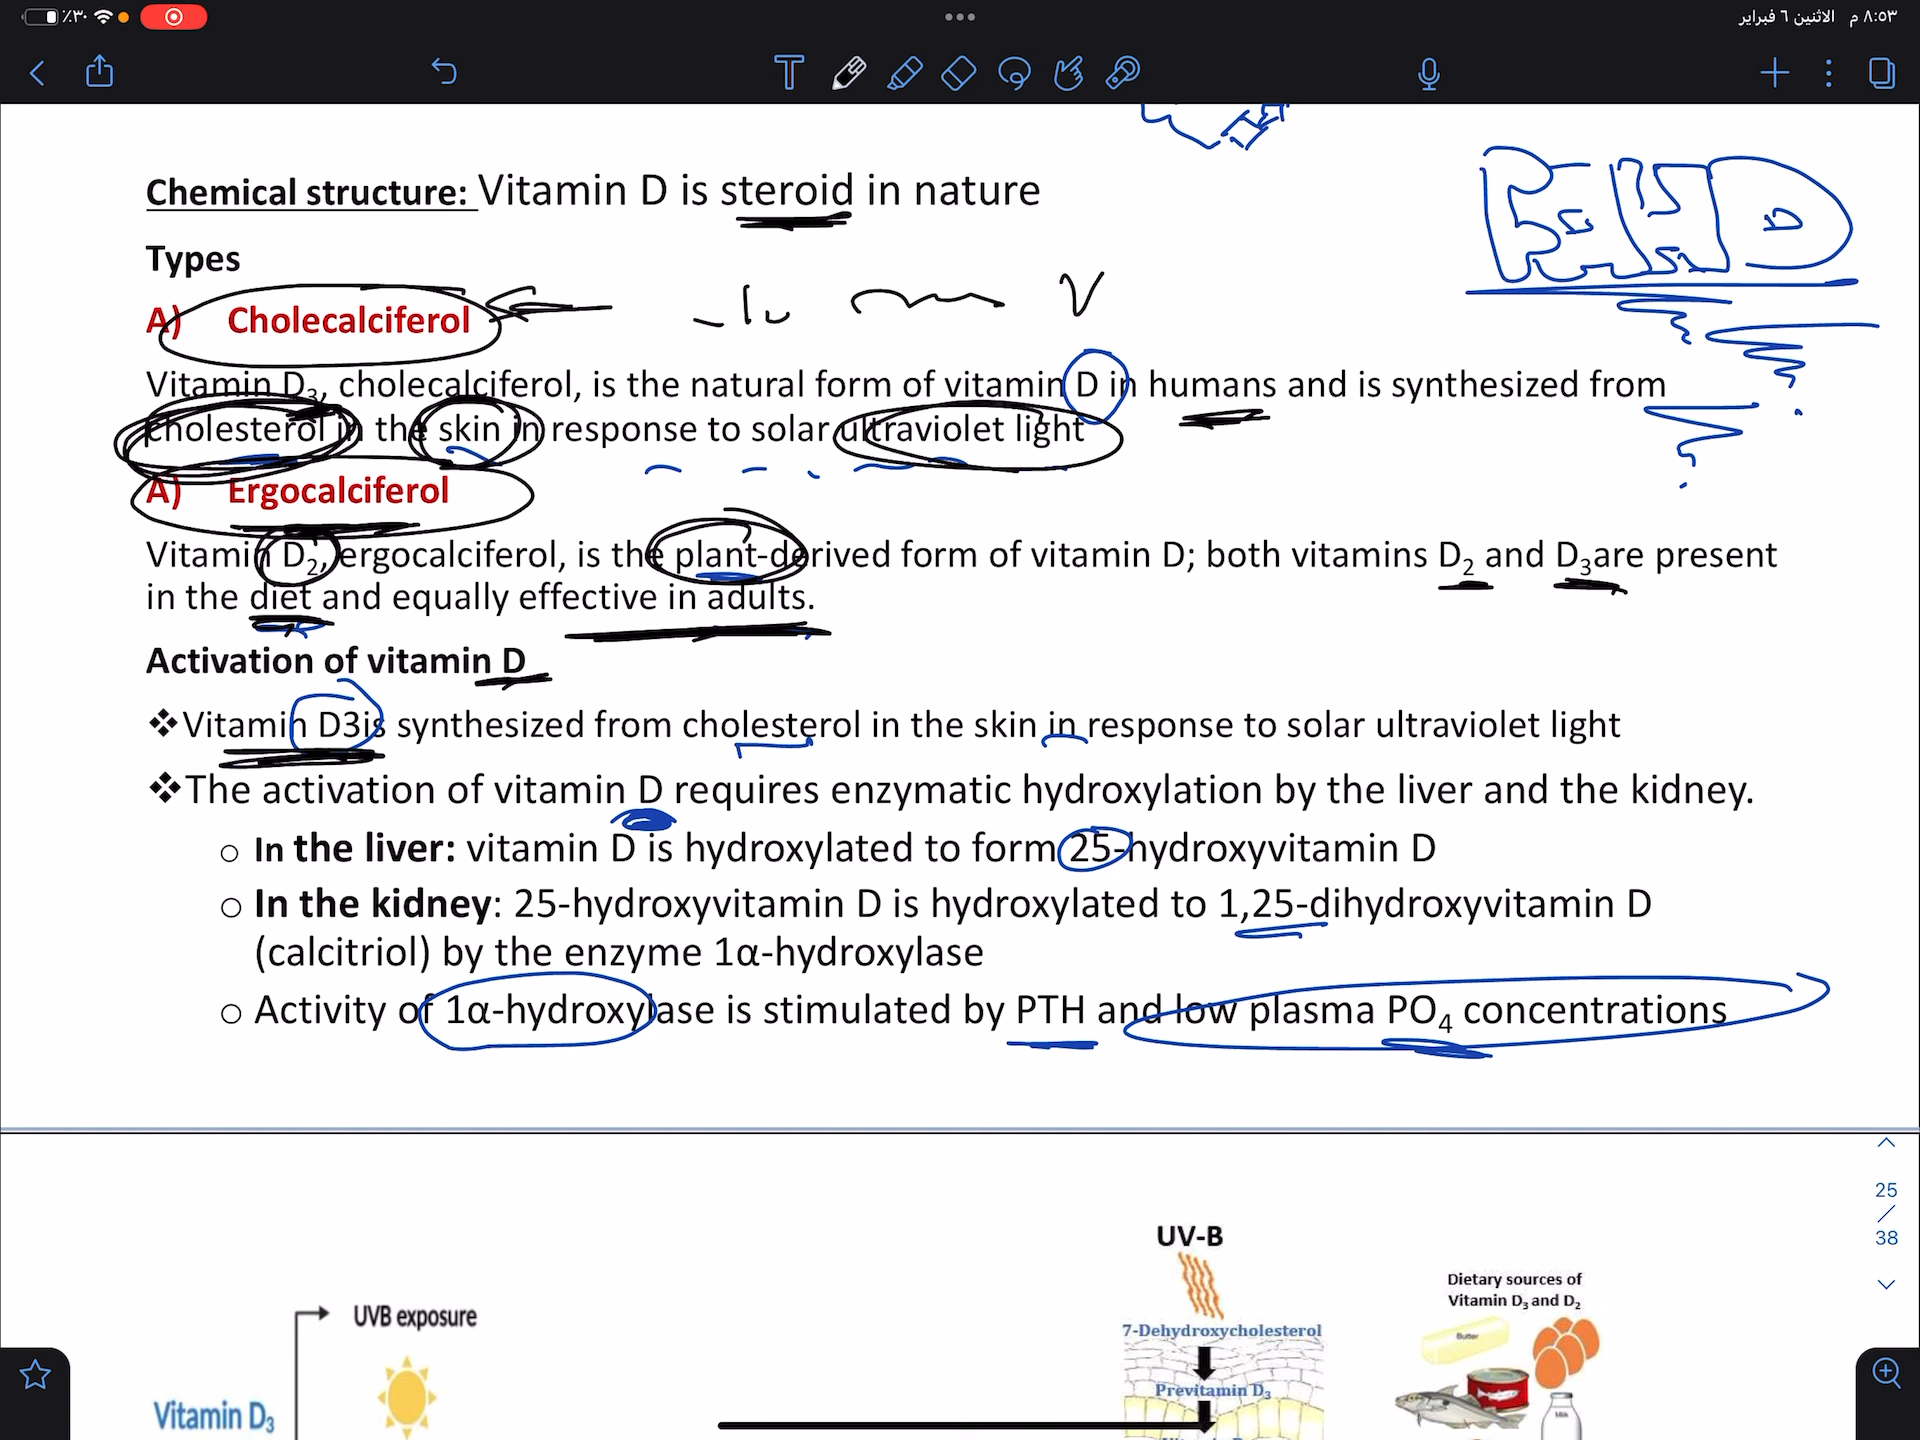 ٪٣٠
٨:٥٣ م الاثنين ٦ فبراير
Chemical structure: Vitamin D is steroid in nature
Types
A) Cholecalciferol
Vitamin D3, cholecalciferol, is the natural form of vitamin D in humans and is synthesized from
cholesterol in the skin in response to solar ultraviolet light
A) Ergocalciferol
Vitamin D2, ergocalciferol, is the plant-derived form of vitamin D; both vitamins D2 and D3are present
in the diet and equally effective in adults.
Activation of vitamin D
❖Vitamin D3is synthesized from cholesterol in the skin in response to solar ultraviolet light
❖The activation of vitamin D requires enzymatic hydroxylation by the liver and the kidney.
o In the liver: vitamin D is hydroxylated to form 25-hydroxyvitamin D
o In the kidney: 25-hydroxyvitamin D is hydroxylated to 1,25-dihydroxyvitamin D
(calcitriol) by the enzyme 1α-hydroxylase
o Activity of 1α-hydroxylase is stimulated by PTH and low plasma PO4 concentrations
25
/
38
UV-B
Dietary sources of
Vitamin D3 and D2
UVB exposure
7-Dehydroxycholesterol
Butter
Previtamin D3
Vitamin D3
Milk